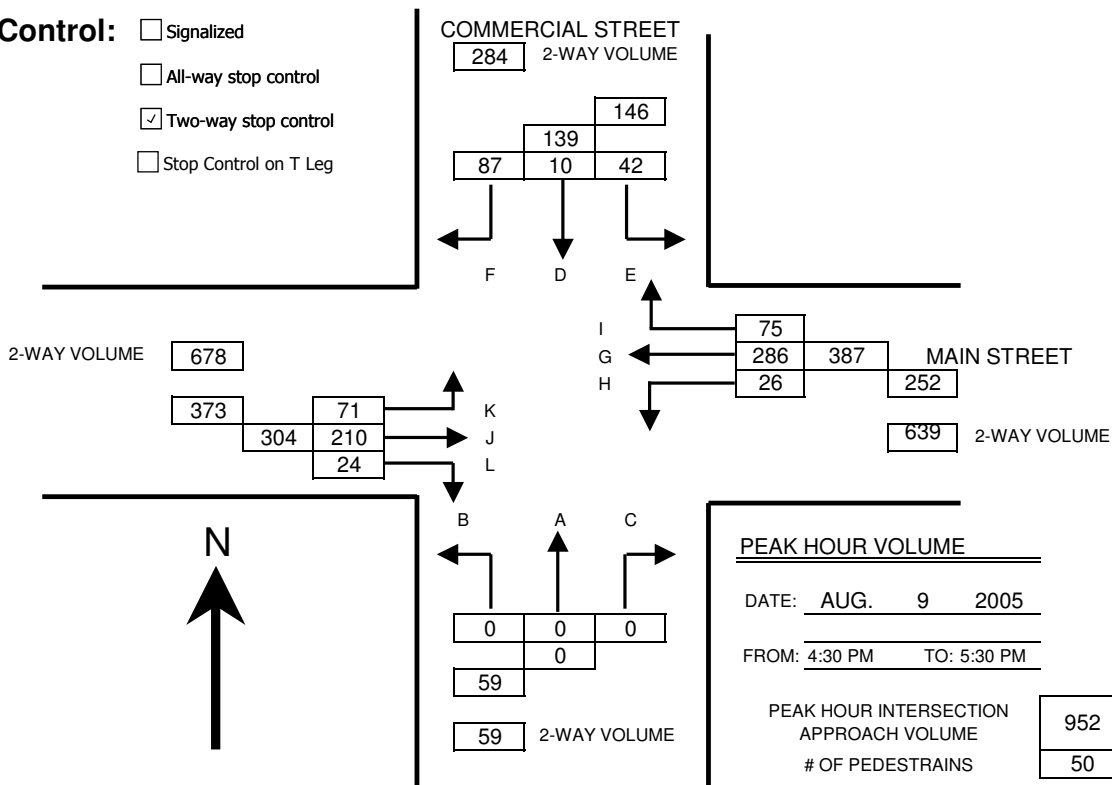 Control: Signalized
All-way stop control
✓ Two-way stop control
Stop Control on T Leg
COMMERCIAL STREET
284 2-WAY VOLUME
146
139
87 10 42
F D E
I 75
G 286 387 MAIN STREET
H 26 252
639 2-WAY VOLUME
2-WAY VOLUME 678
373 71 K
304 210 J
24 L
B A C
0 0 0
0
59
59 2-WAY VOLUME
N
PEAK HOUR VOLUME
DATE: AUG. 9 2005
FROM: 4:30 PM TO: 5:30 PM
PEAK HOUR INTERSECTION
APPROACH VOLUME 952
# OF PEDESTRAINS 50